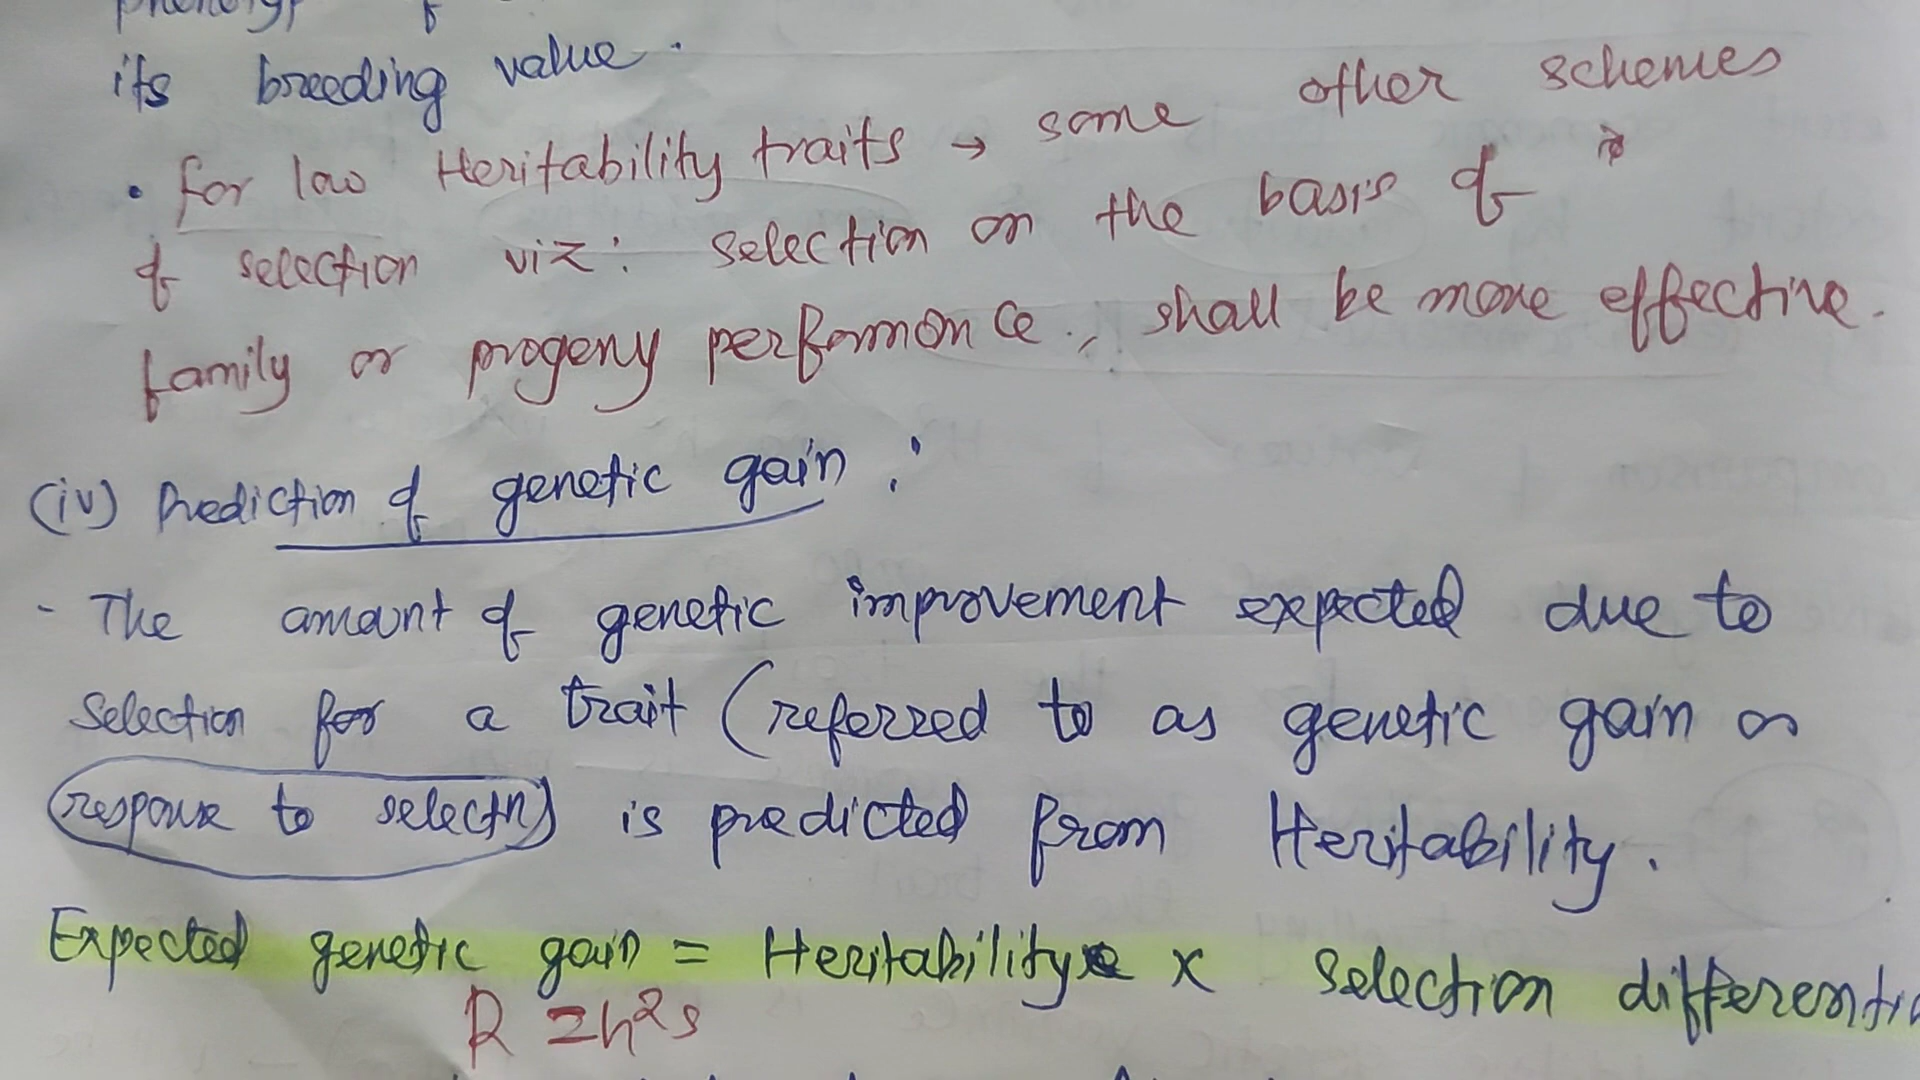 its breeding value.
• For low Heritability traits → some other schemes
of selection viz: selection on the basis of
family or progeny performance, shall be more effective.
(iv) Prediction of genetic gain:
- The amount of genetic improvement expected due to
selection for a trait (referred to as genetic gain or
response to selectn) is predicted from Heritability.
Expected genetic gain = Heritability x selection differentia
R = h²s